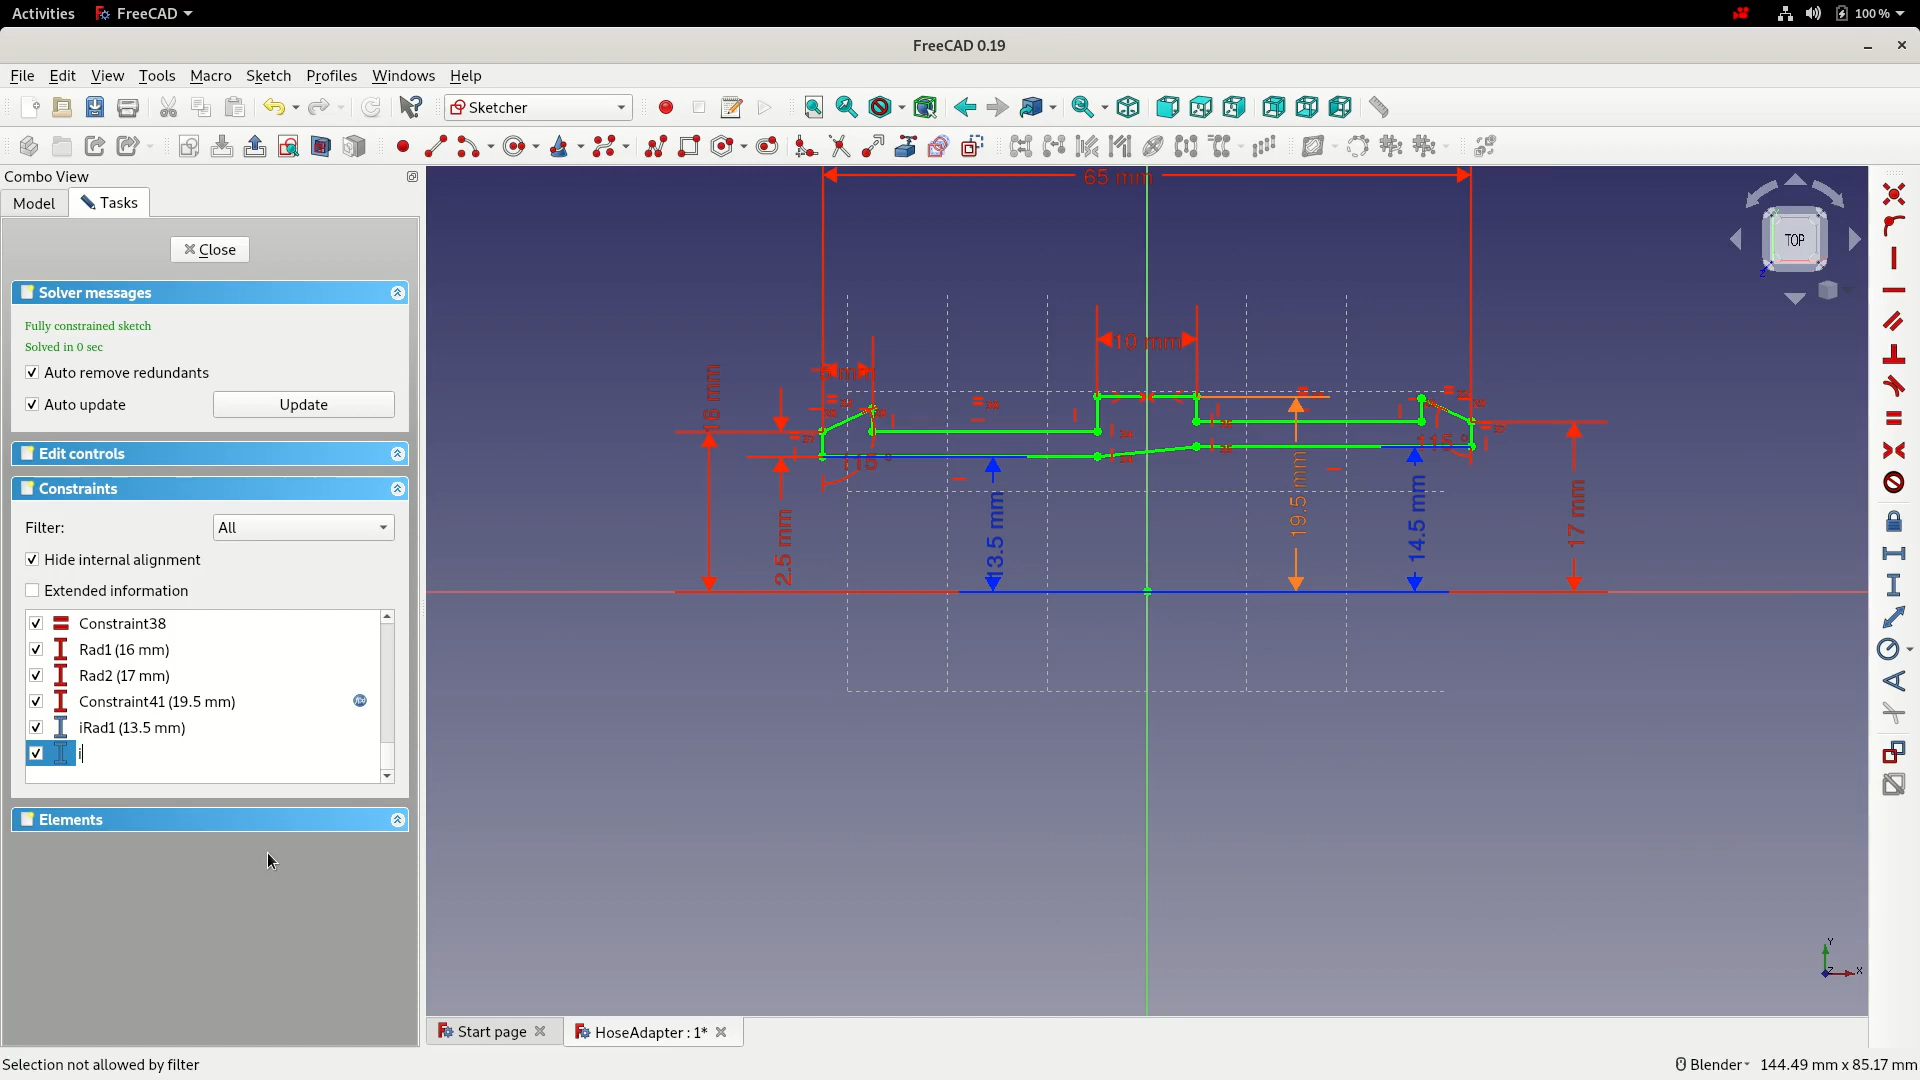 Activities FreeCAD 100 %
FreeCAD 0.19
File Edit View Tools Macro Sketch Profiles Windows Help
Sketcher
Combo View
Model Tasks
Close
Solver messages
Fully constrained sketch
Solved in 0 sec
Auto remove redundants
Auto update Update
Edit controls
Constraints
Filter: All
Hide internal alignment
Extended information
Constraint38
Rad1 (16 mm)
Rad2 (17 mm)
Constraint41 (19.5 mm)
iRad1 (13.5 mm)
i
Elements
65 mm
10 mm
16 mm
2.5 mm
115 °
13.5 mm
19.5 mm
14.5 mm
115 °
17 mm
TOP
Z
Y
Z X
Start page HoseAdapter : 1*
Selection not allowed by filter Blender 144.49 mm x 85.17 mm